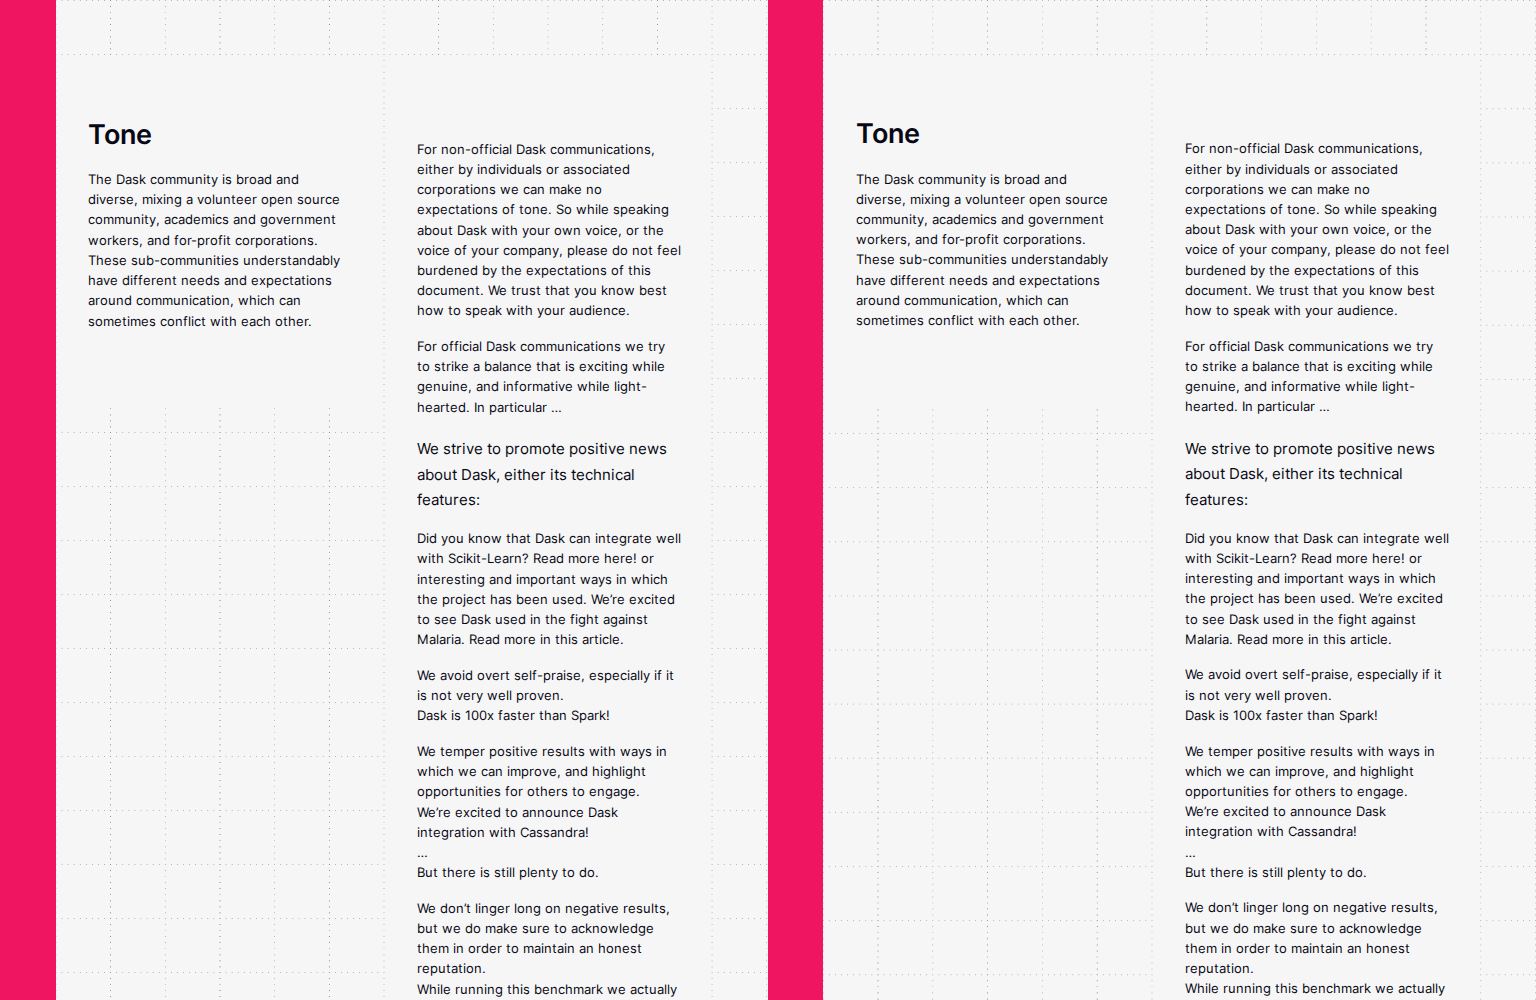 Tone
The Dask community is broad and
diverse, mixing a volunteer open source
community, academics and government
workers, and for-profit corporations.
These sub-communities understandably
have different needs and expectations
around communication, which can
sometimes conflict with each other.
For non-official Dask communications,
either by individuals or associated
corporations we can make no
expectations of tone. So while speaking
about Dask with your own voice, or the
voice of your company, please do not feel
burdened by the expectations of this
document. We trust that you know best
how to speak with your audience.
For official Dask communications we try
to strike a balance that is exciting while
genuine, and informative while light-
hearted. In particular ...
We strive to promote positive news
about Dask, either its technical
features:
Did you know that Dask can integrate well
with Scikit-Learn? Read more here! or
interesting and important ways in which
the project has been used. We’re excited
to see Dask used in the fight against
Malaria. Read more in this article.
We avoid overt self-praise, especially if it
is not very well proven.
Dask is 100x faster than Spark!
We temper positive results with ways in
which we can improve, and highlight
opportunities for others to engage.
We’re excited to announce Dask
integration with Cassandra!
...
But there is still plenty to do.
We don’t linger long on negative results,
but we do make sure to acknowledge
them in order to maintain an honest
reputation.
While running this benchmark we actually
Tone
The Dask community is broad and
diverse, mixing a volunteer open source
community, academics and government
workers, and for-profit corporations.
These sub-communities understandably
have different needs and expectations
around communication, which can
sometimes conflict with each other.
For non-official Dask communications,
either by individuals or associated
corporations we can make no
expectations of tone. So while speaking
about Dask with your own voice, or the
voice of your company, please do not feel
burdened by the expectations of this
document. We trust that you know best
how to speak with your audience.
For official Dask communications we try
to strike a balance that is exciting while
genuine, and informative while light-
hearted. In particular ...
We strive to promote positive news
about Dask, either its technical
features:
Did you know that Dask can integrate well
with Scikit-Learn? Read more here! or
interesting and important ways in which
the project has been used. We’re excited
to see Dask used in the fight against
Malaria. Read more in this article.
We avoid overt self-praise, especially if it
is not very well proven.
Dask is 100x faster than Spark!
We temper positive results with ways in
which we can improve, and highlight
opportunities for others to engage.
We’re excited to announce Dask
integration with Cassandra!
...
But there is still plenty to do.
We don’t linger long on negative results,
but we do make sure to acknowledge
them in order to maintain an honest
reputation.
While running this benchmark we actually